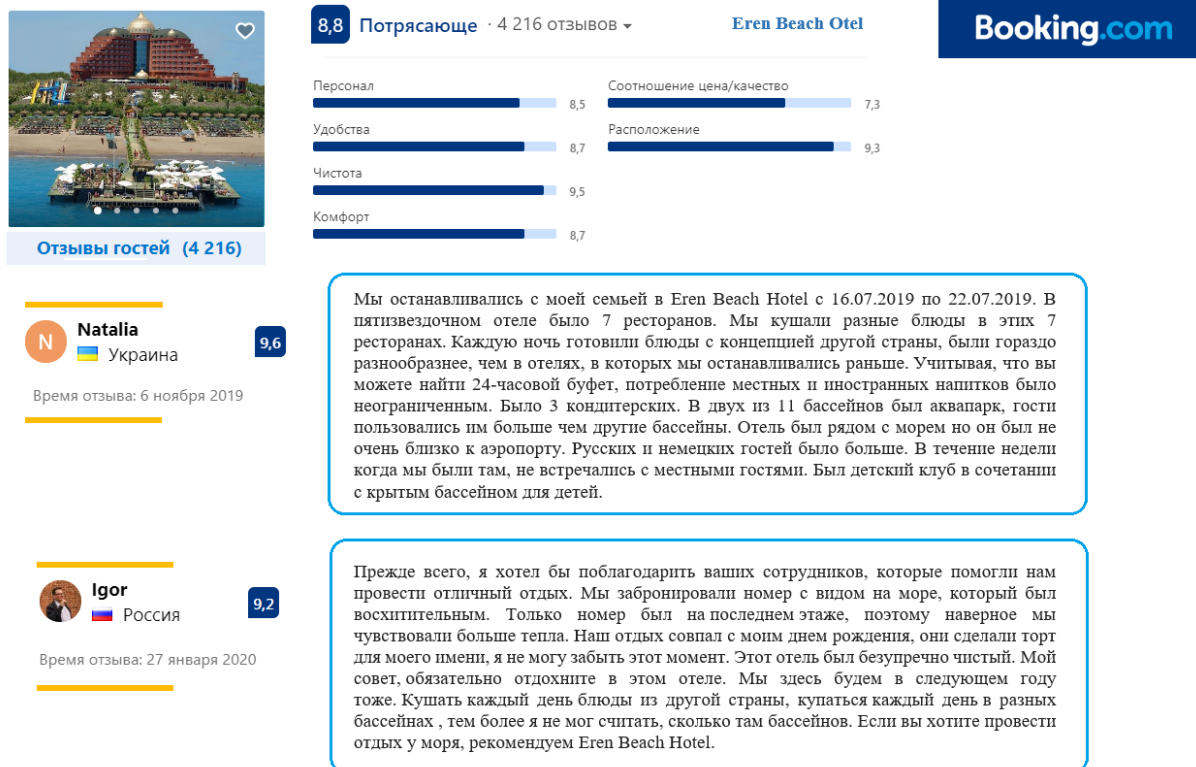 8,8 Потрясающе · 4 216 отзывов
Eren Beach Otel
Booking.com
Персонал
8,5
Соотношение цена/качество
7,3
Удобства
8,7
Расположение
9,3
Чистота
9,5
Комфорт
8,7
Отзывы гостей (4 216)
N
Natalia
Украина
9,6
Время отзыва: 6 ноября 2019
Мы останавливались с моей семьей в Eren Beach Hotel с 16.07.2019 по 22.07.2019. В
пятизвездочном отеле было 7 ресторанов. Мы кушали разные блюды в этих 7
ресторанах. Каждую ночь готовили блюды с концепцией другой страны, были гораздо
разнообразнее, чем в отелях, в которых мы останавливались раньше. Учитывая, что вы
можете найти 24-часовой буфет, потребление местных и иностранных напитков было
неограниченным. Было 3 кондитерских. В двух из 11 бассейнов был аквапарк, гости
пользовались им больше чем другие бассейны. Отель был рядом с морем но он был не
очень близко к аэропорту. Русских и немецких гостей было больше. В течение недели
когда мы были там, не встречались с местными гостями. Был детский клуб в сочетании
с крытым бассейном для детей.
Igor
Россия
9,2
Время отзыва: 27 января 2020
Прежде всего, я хотел бы поблагодарить ваших сотрудников, которые помогли нам
провести отличный отдых. Мы забронировали номер с видом на море, который был
восхитительным. Только номер был на последнем этаже, поэтому наверное мы
чувствовали больше тепла. Наш отдых совпал с моим днем рождения, они сделали торт
для моего имени, я не могу забыть этот момент. Этот отель был безупречно чистый. Мой
совет, обязательно отдохните в этом отеле. Мы здесь будем в следующем году
тоже. Кушать каждый день блюды из другой страны, купаться каждый день в разных
бассейнах , тем более я не мог считать, сколько там бассейнов. Если вы хотите провести
отдых у моря, рекомендуем Eren Beach Hotel.